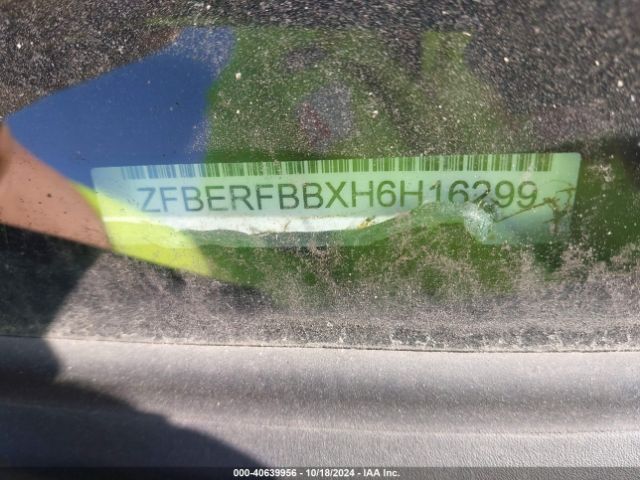 ZFBERFBBXH6H16299
000-40639956 - 10/18/2024 - IAA Inc.